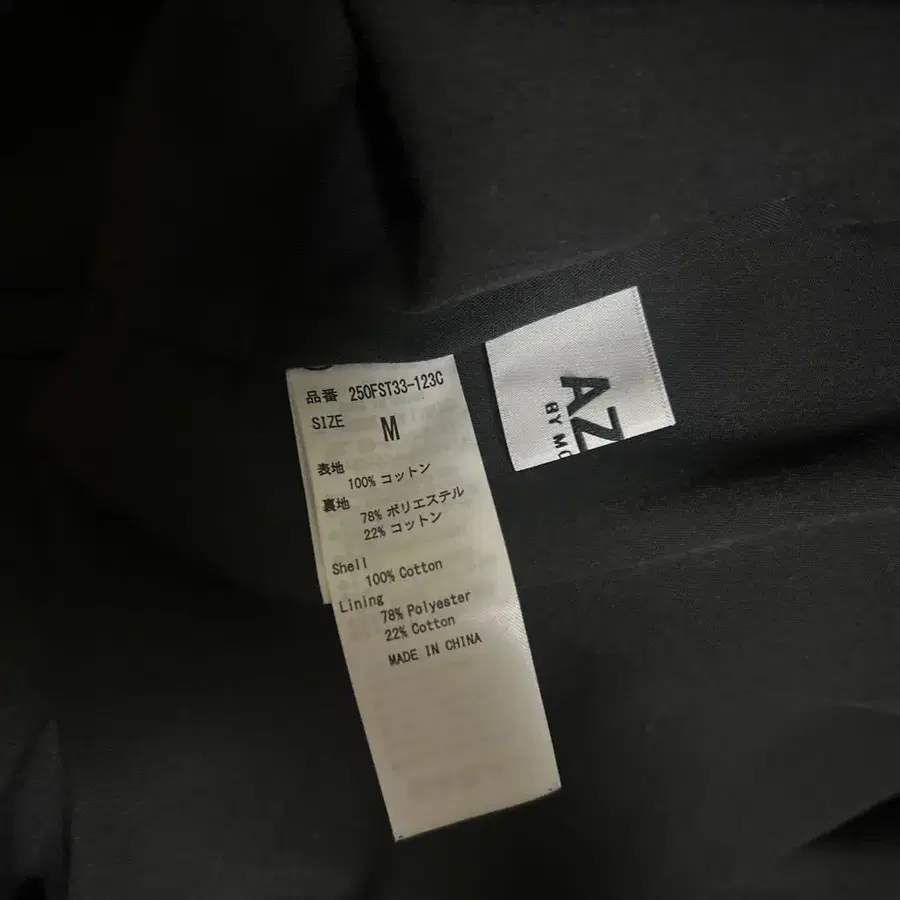 品番 250FST33-123C
SIZE M
表地
100% コットン
裏地
78% ポリエステル
22% コットン
Shell
100% Cotton
Lining
78% Polyester
22% Cotton
MADE IN CHINA
AZ
BY MO